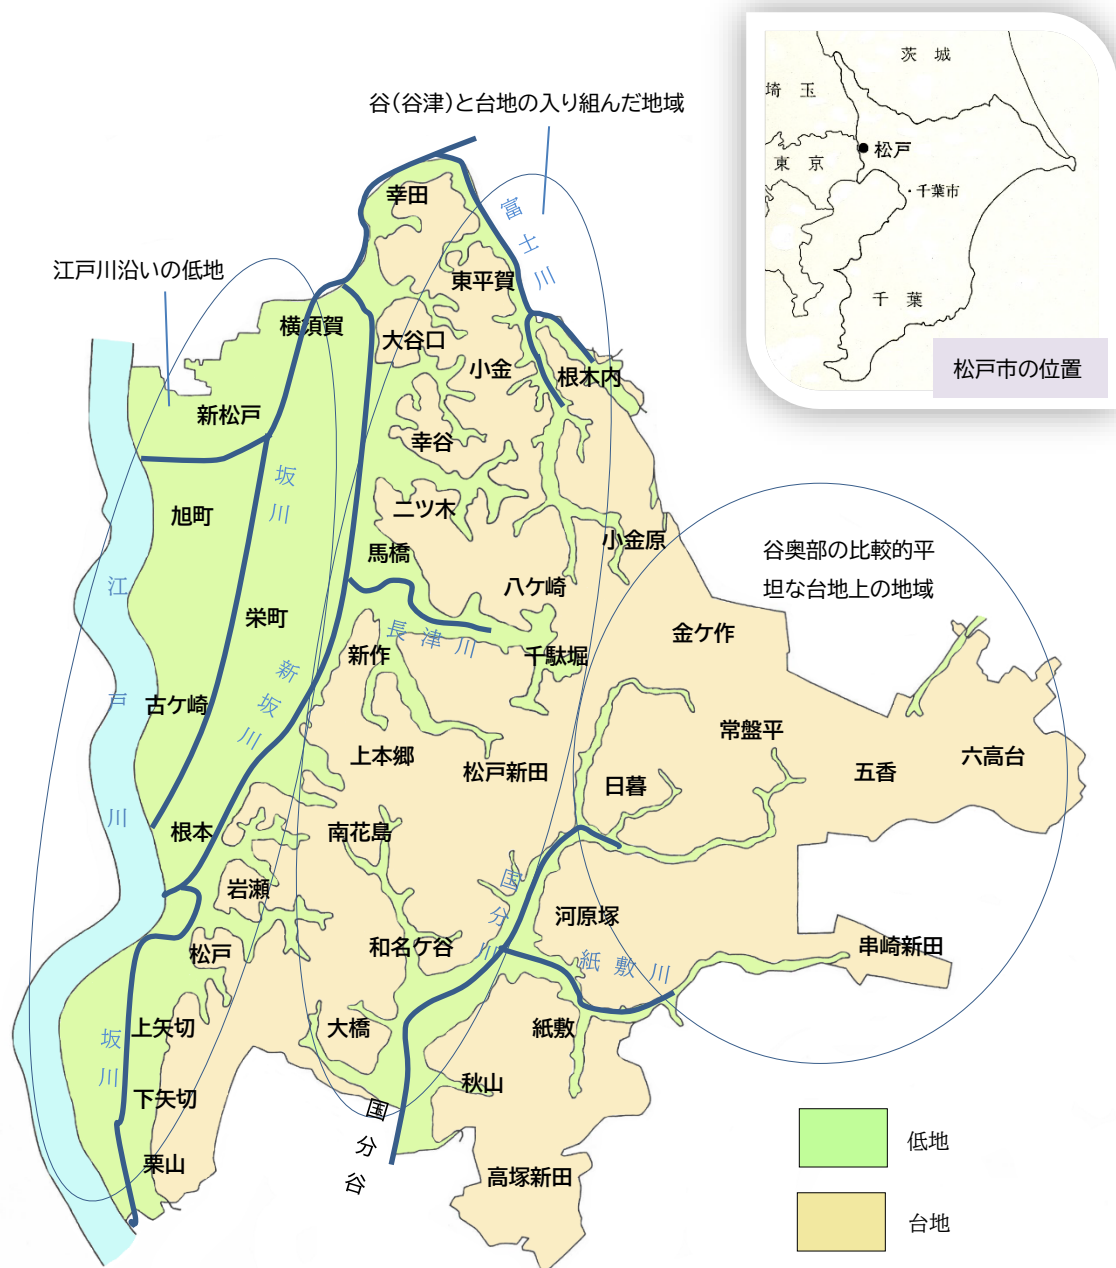 茨城
埼玉
東京
松戸
千葉市
千葉
松戸市の位置
谷(谷津)と台地の入り組んだ地域
江戸川沿いの低地
谷奥部の比較的平
坦な台地上の地域
幸田
富士川
東平賀
横須賀
大谷口
小金
根木内
新松戸
幸谷
坂川
旭町
二ツ木
小金原
馬橋
江戸川
八ケ崎
栄町
長津川
金ケ作
新作
千駄堀
新坂川
古ケ崎
常盤平
上本郷
松戸新田
五香
六高台
日暮
根本
南花島
岩瀬
国分川
河原塚
松戸
和名ケ谷
串崎新田
紙敷川
上矢切
大橋
紙敷
坂川
下矢切
秋山
国分谷
栗山
高塚新田
低地
台地